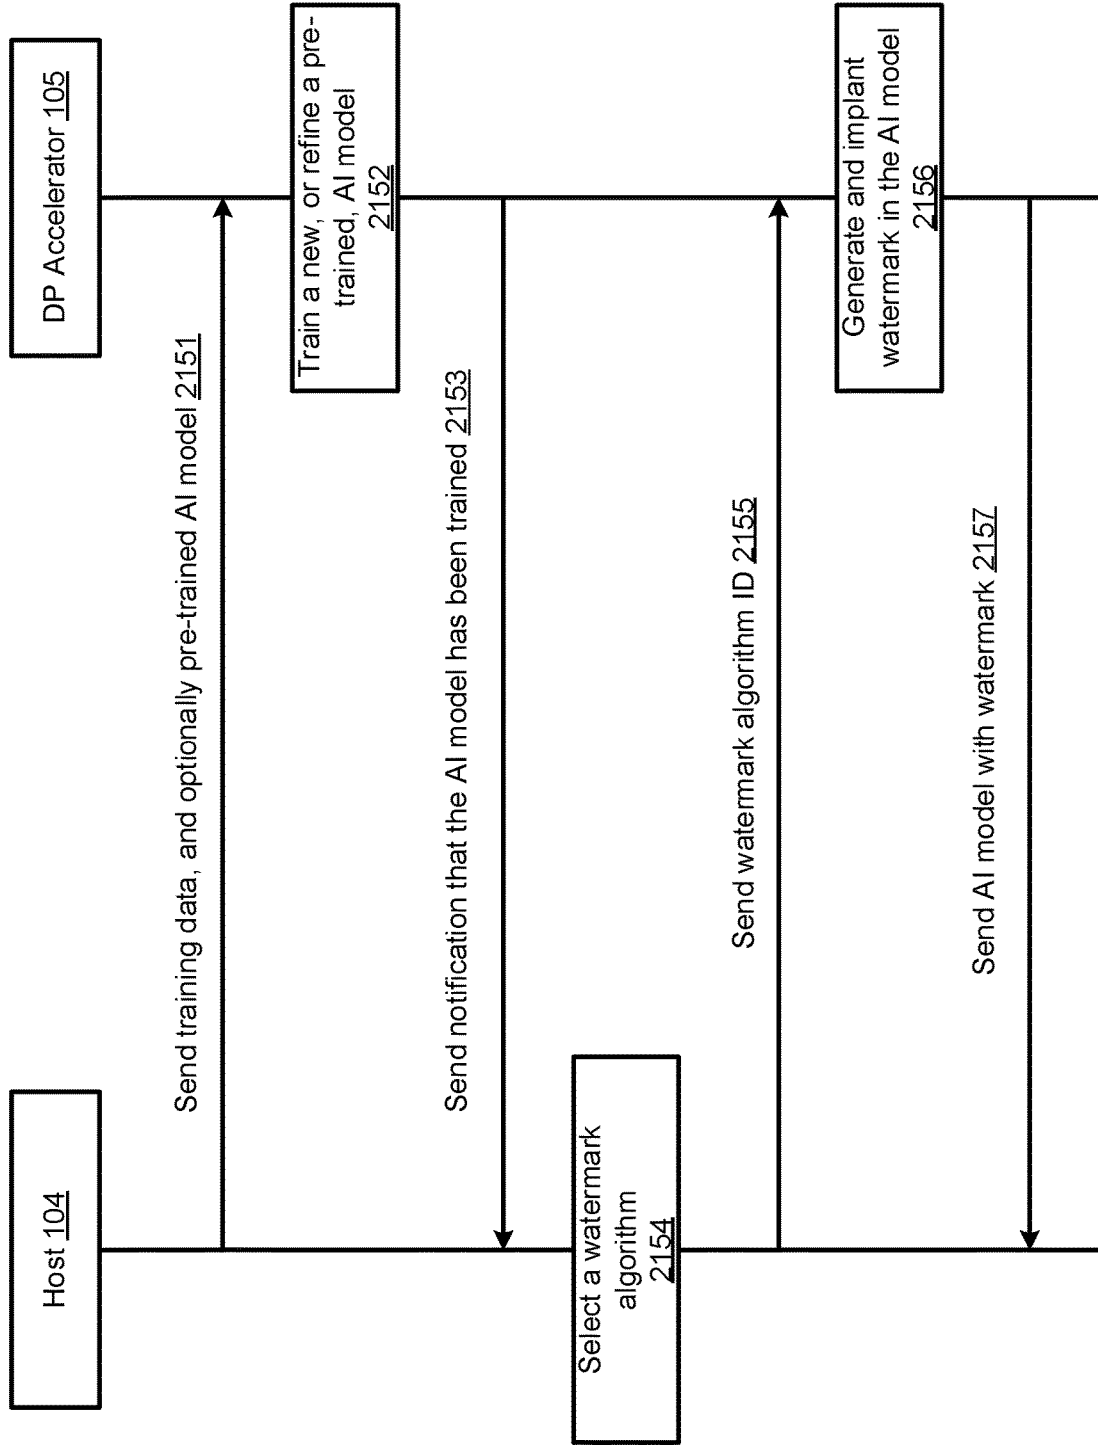 Host 104
DP Accelerator 105
Send training data, and optionally pre-trained AI model 2151
Train a new, or refine a pre-
trained, AI model
2152
Send notification that the AI model has been trained 2153
Select a watermark
algorithm
2154
Send watermark algorithm ID 2155
Generate and implant
watermark in the AI model
2156
Send AI model with watermark 2157